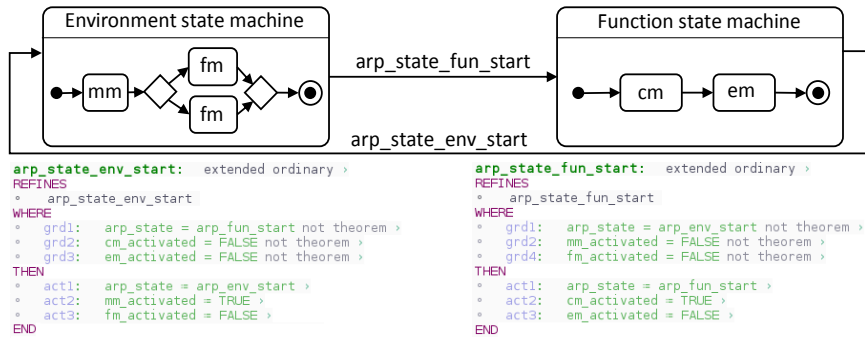 Environment state machine
Function state machine
mm
fm
fm
arp_state_fun_start
cm
em
arp_state_env_start
arp_state_env_start: extended ordinary ›
REFINES
◦ arp_state_env_start
WHERE
◦ grd1: arp_state = arp_fun_start not theorem ›
◦ grd2: cm_activated = FALSE not theorem ›
◦ grd3: em_activated = FALSE not theorem ›
THEN
◦ act1: arp_state ≔ arp_env_start ›
◦ act2: mm_activated ≔ TRUE ›
◦ act3: fm_activated ≔ FALSE ›
END
arp_state_fun_start: extended ordinary ›
REFINES
◦ arp_state_fun_start
WHERE
◦ grd1: arp_state = arp_env_start not theorem ›
◦ grd2: mm_activated = FALSE not theorem ›
◦ grd4: fm_activated = FALSE not theorem ›
THEN
◦ act1: arp_state ≔ arp_fun_start ›
◦ act2: cm_activated ≔ TRUE ›
◦ act3: em_activated ≔ FALSE ›
END